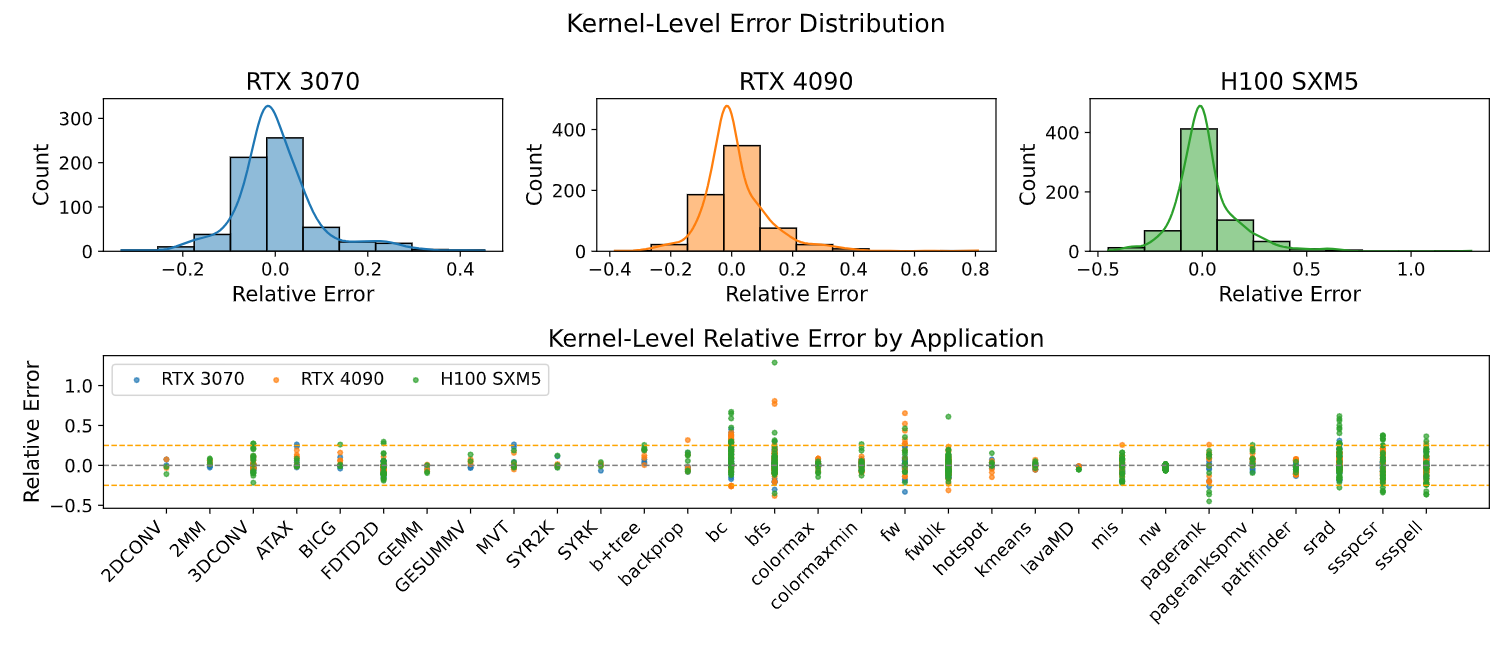 Kernel-Level Error Distribution
RTX 3070
RTX 4090
H100 SXM5
Count
300
200
100
0
−0.2
0.0
0.2
0.4
Relative Error
Count
400
200
0
−0.4
−0.2
0.0
0.2
0.4
0.6
0.8
Relative Error
Count
400
200
0
−0.5
0.0
0.5
1.0
Relative Error
Kernel-Level Relative Error by Application
RTX 3070
RTX 4090
H100 SXM5
Relative Error
1.0
0.5
0.0
−0.5
2DCONV
2MM
3DCONV
ATAX
BICG
FDTD2D
GEMM
GESUMMV
MVT
SYR2K
SYRK
b+tree
backprop
bc
bfs
colormax
colormaxmin
fw
fwblk
hotspot
kmeans
lavaMD
mis
nw
pagerank
pagerankspmv
pathfinder
srad
ssspcsr
ssspell